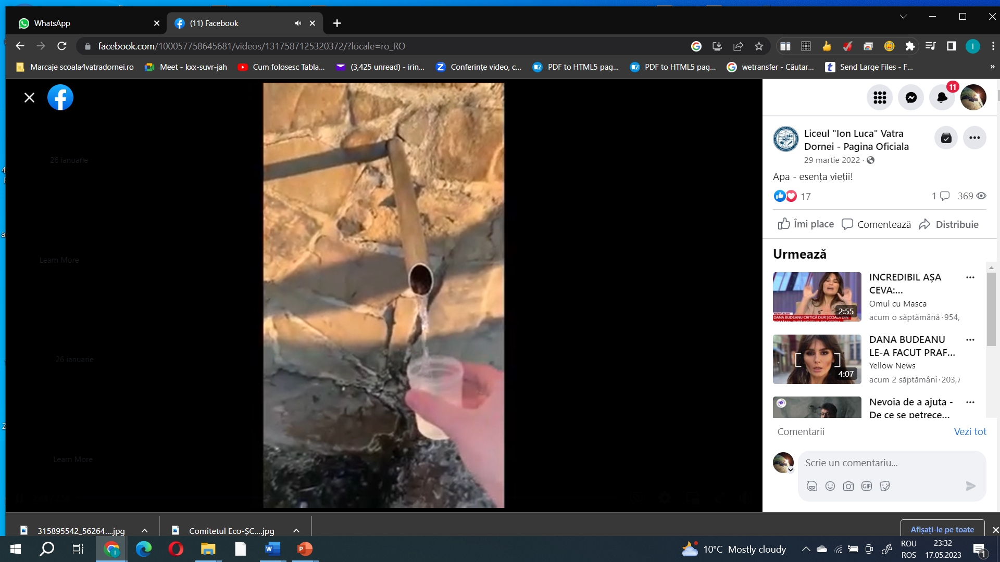 WhatsApp
(11) Facebook
facebook.com/100057758645681/videos/1317587125320372/?locale=ro_RO
I
Marcaje scoala4vatradornei.ro
Meet - kxx-suvr-jah
Cum folosesc Tabla...
(3,425 unread) - irin...
Conferințe video, c...
PDF to HTML5 pag...
PDF to HTML5 pag...
wetransfer - Căutar...
Send Large Files - F...
»
26 ianuarie
Learn More
26 ianuarie
Learn More
11
Liceul "Ion Luca" Vatra
Dornei - Pagina Oficiala
29 martie 2022 ·
Apa - esența vieții!
17
1
369
Îmi place
Comentează
Distribuie
Urmează
INCREDIBIL AȘA
CEVA:...
Omul cu Masca
acum o săptămână · 954,
2:55
NEWS ALERT
DANA BUDEANU CRITICĂ DUR ȘCOALA DIN
DANA BUDEANU
LE-A FACUT PRAF...
Yellow News
acum 2 săptămâni · 203,7
4:07
Nevoia de a ajuta -
De ce se petrece...
Comentarii
Vezi tot
Scrie un comentariu...
GIF
315895542_56264....jpg
Comitetul Eco-ȘC....jpg
Afișați-le pe toate
10°C Mostly cloudy
ROU
ROS
23:32
17.05.2023
1